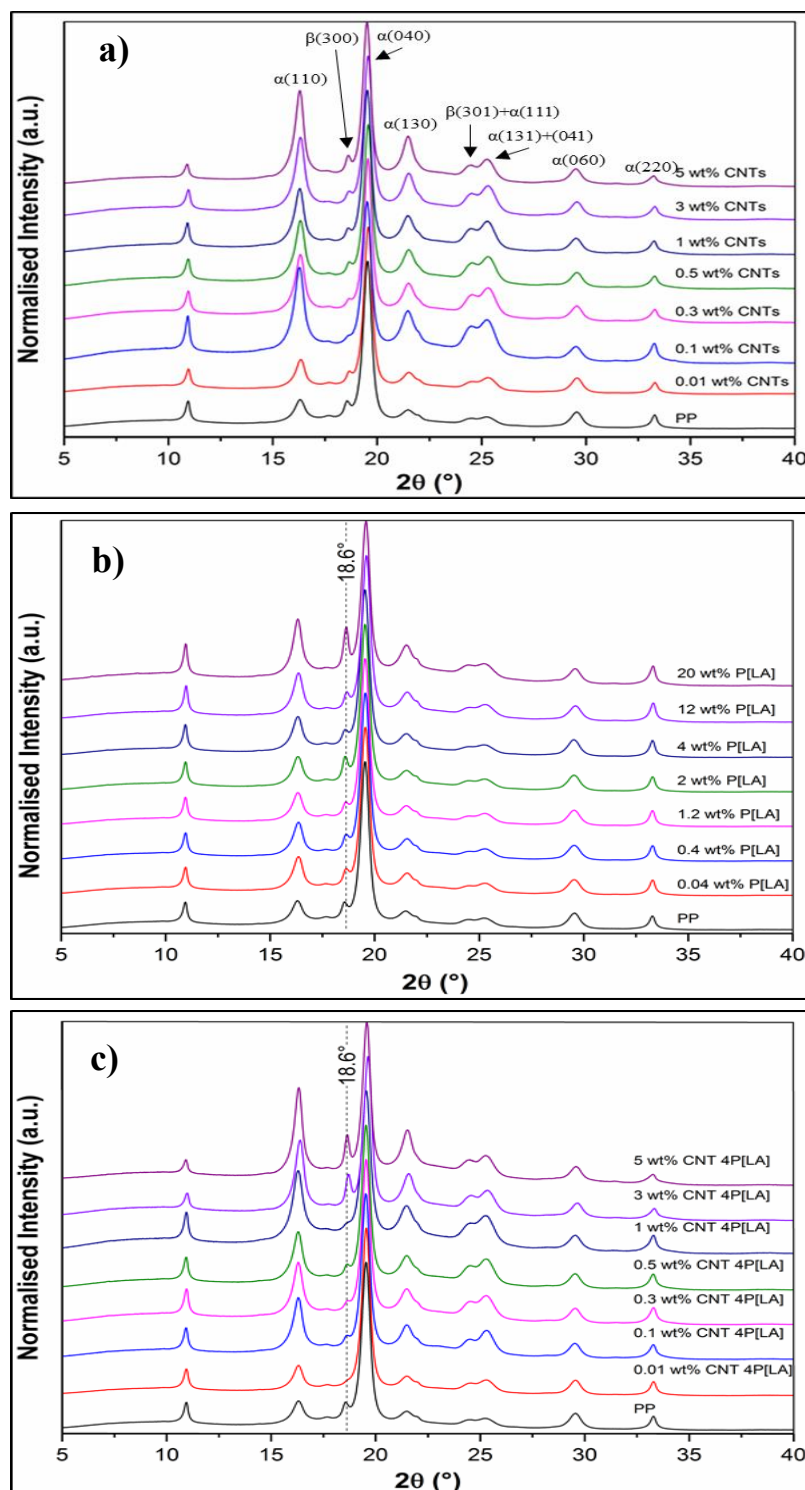 a)
β(300)
α(040)
α(110)
α(130)
β(301)+α(111)
α(131)+(041)
α(060)
α(220)
5 wt% CNTs
3 wt% CNTs
1 wt% CNTs
0.5 wt% CNTs
0.3 wt% CNTs
0.1 wt% CNTs
0.01 wt% CNTs
PP
Normalised Intensity (a.u.)
5 10 15 20 25 30 35 40
2θ (°)
b)
18.6°
20 wt% P[LA]
12 wt% P[LA]
4 wt% P[LA]
2 wt% P[LA]
1.2 wt% P[LA]
0.4 wt% P[LA]
0.04 wt% P[LA]
PP
Normalised Intensity (a.u.)
5 10 15 20 25 30 35 40
2θ (°)
c)
18.6°
5 wt% CNT 4P[LA]
3 wt% CNT 4P[LA]
1 wt% CNT 4P[LA]
0.5 wt% CNT 4P[LA]
0.3 wt% CNT 4P[LA]
0.1 wt% CNT 4P[LA]
0.01 wt% CNT 4P[LA]
PP
Normalised Intensity (a.u.)
5 10 15 20 25 30 35 40
2θ (°)